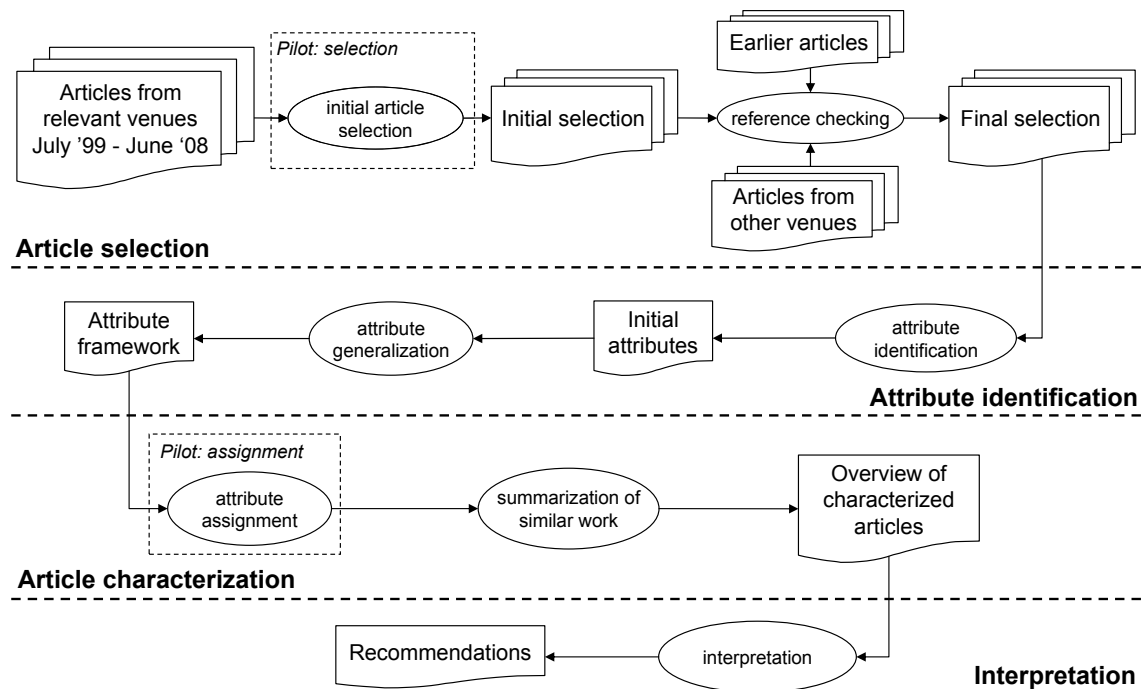 Pilot: selection
Articles from
relevant venues
July ’99 - June ‘08
initial article
selection
Initial selection
Earlier articles
reference checking
Articles from
other venues
Final selection
Article selection
Attribute
framework
attribute
generalization
Initial
attributes
attribute
identification
Attribute identification
Pilot: assignment
attribute
assignment
summarization of
similar work
Overview of
characterized
articles
Article characterization
Recommendations
interpretation
Interpretation